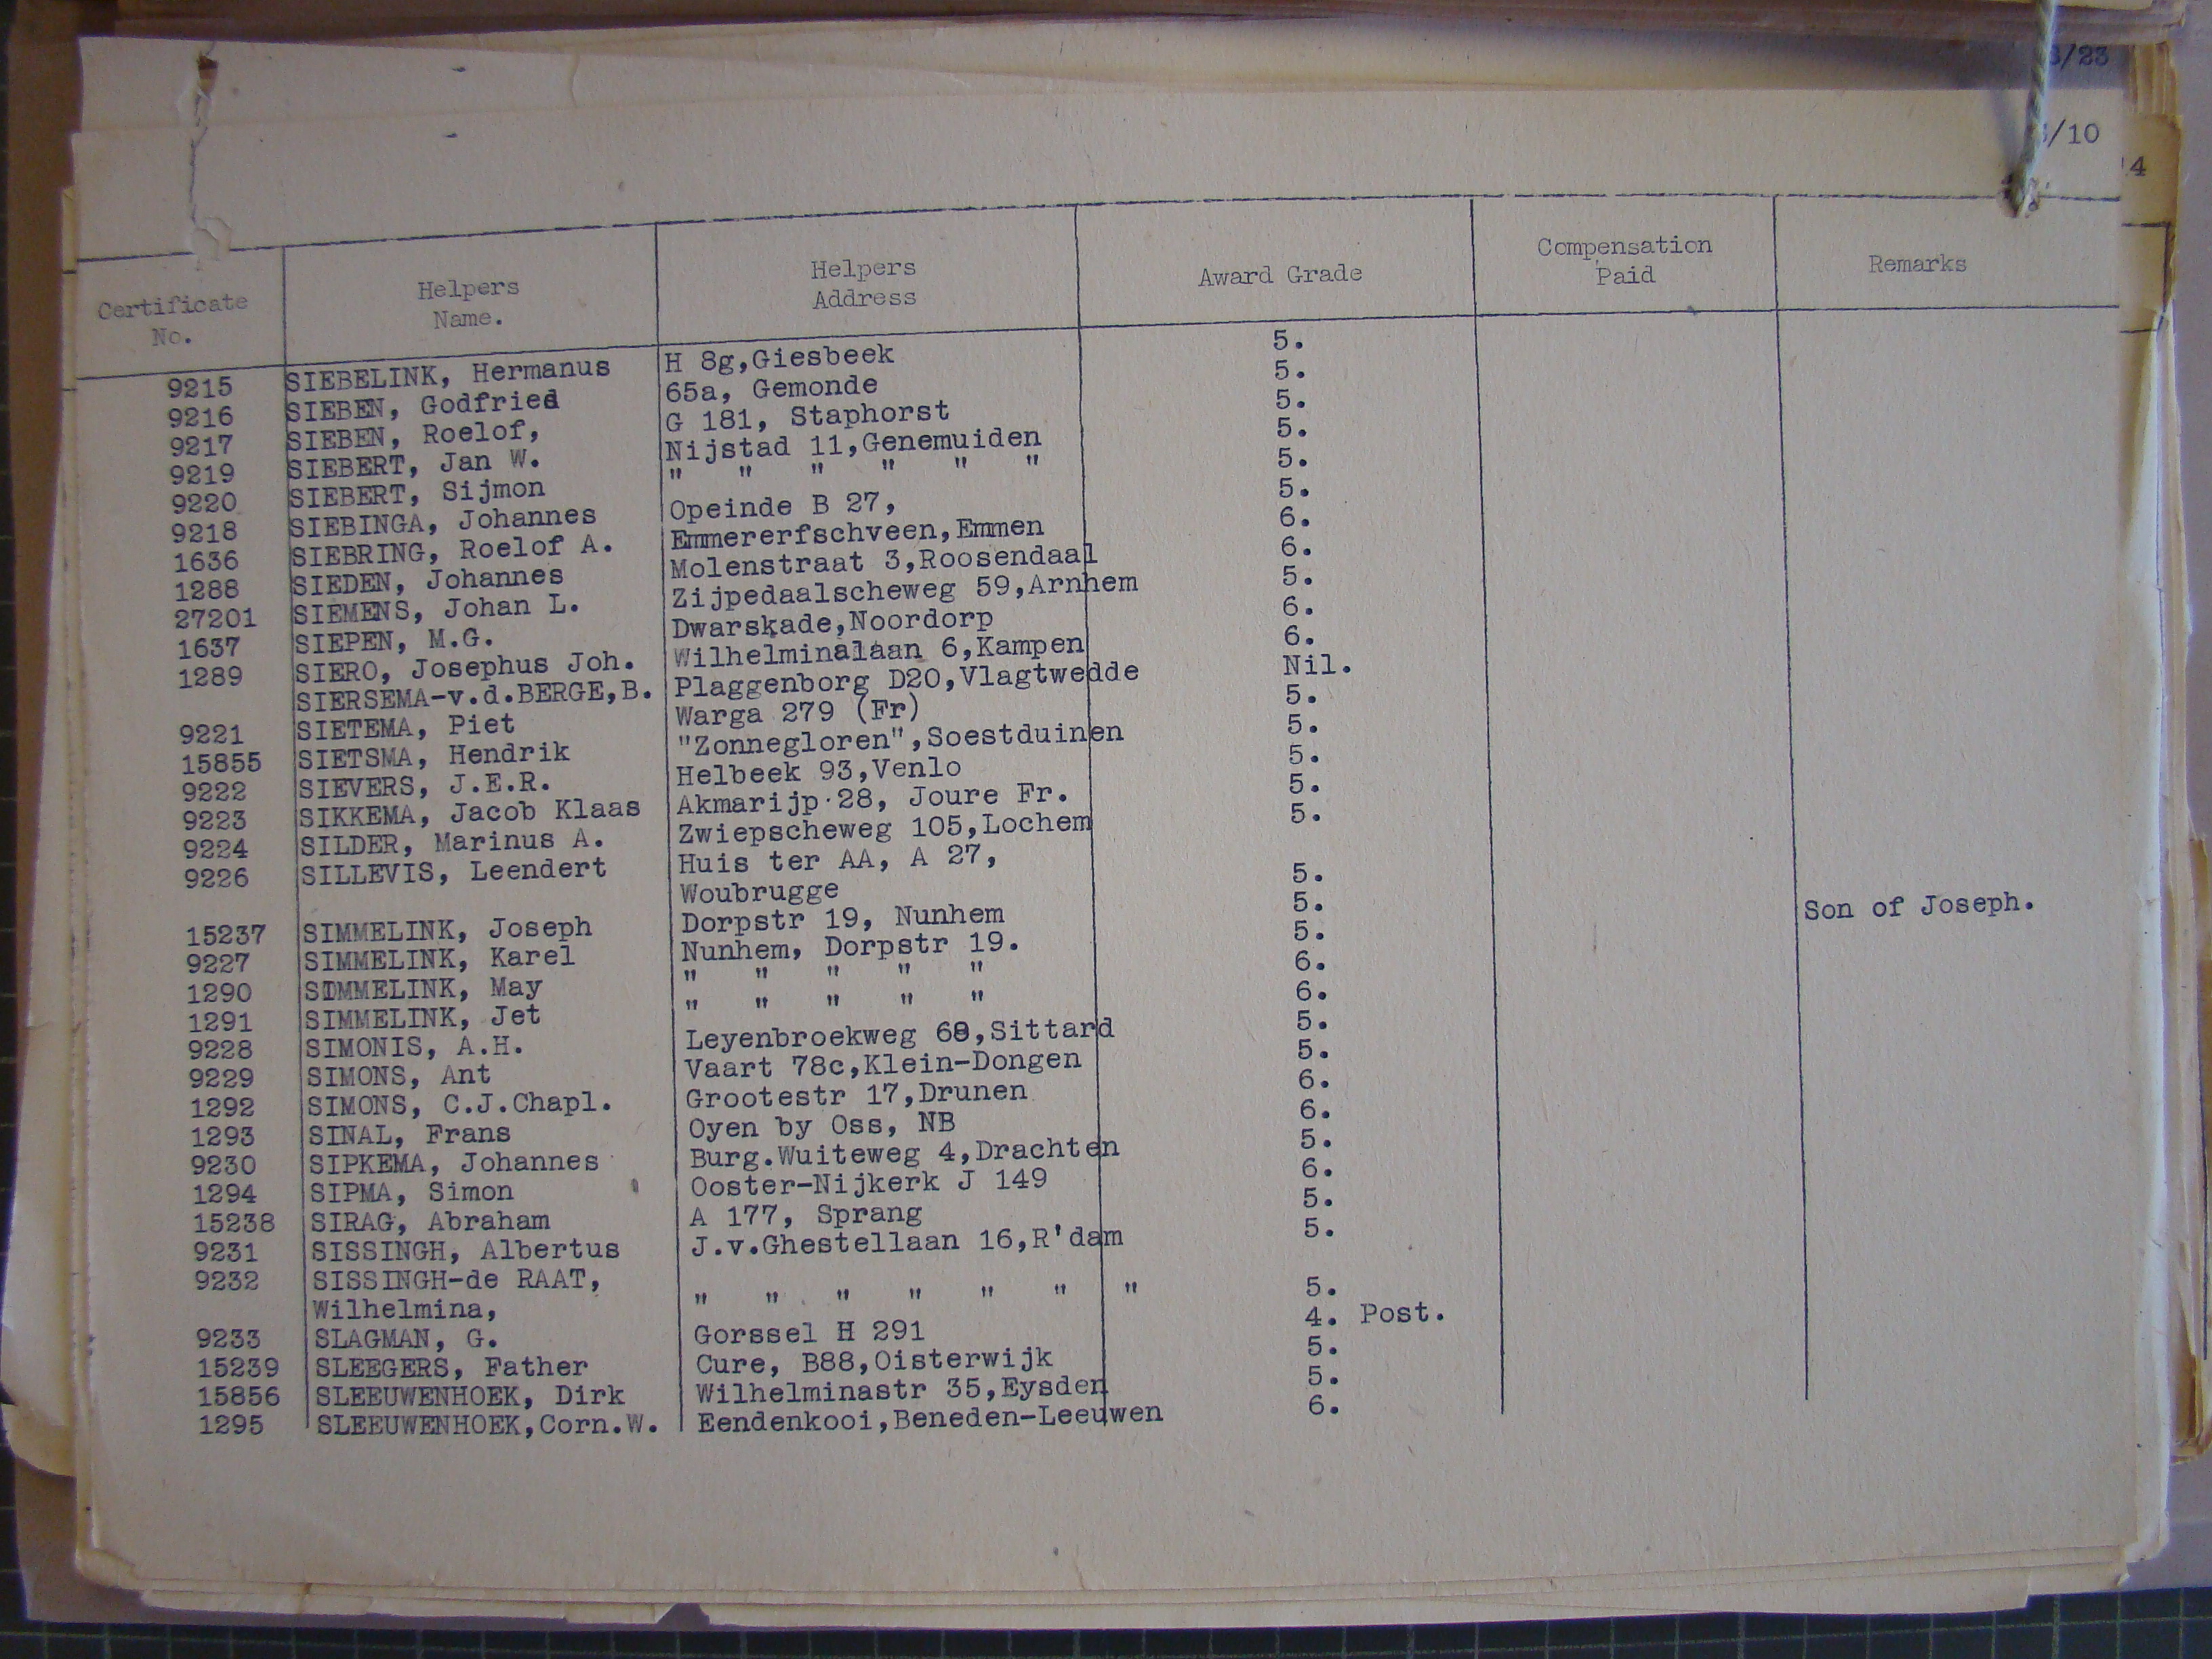 3/23
/10
14
Certificate No. Helpers Name. Helpers Address Award Grade Compensation Paid Remarks
9215 SIEBELINK, Hermanus H 8g,Giesbeek 5.
9216 SIEBEN, Godfried 65a, Gemonde 5.
9217 SIEBEN, Roelof, G 181, Staphorst 5.
9219 SIEBERT, Jan W. Nijstad 11,Genemuiden 5.
9220 SIEBERT, Sijmon " " " " " " 5.
9218 SIEBINGA, Johannes Opeinde B 27, 5.
1636 SIEBRING, Roelof A. Emmererfschveen,Emmen 6.
1288 SIEDEN, Johannes Molenstraat 3,Roosendaal 6.
27201 SIEMENS, Johan L. Zijpedaalscheweg 59,Arnhem 5.
1637 SIEPEN, M.G. Dwarskade,Noordorp 6.
1289 SIERO, Josephus Joh. Wilhelminalaan 6,Kampen 6.
SIERSEMA-v.d.BERGE,B. Plaggenborg D20,Vlagtwedde Nil.
9221 SIETEMA, Piet Warga 279 (Fr) 5.
15855 SIETSMA, Hendrik "Zonnegloren",Soestduinen 5.
9222 SIEVERS, J.E.R. Helbeek 93,Venlo 5.
9223 SIKKEMA, Jacob Klaas Akmarijp 28, Joure Fr. 5.
9224 SILDER, Marinus A. Zwiepscheweg 105,Lochem 5.
9226 SILLEVIS, Leendert Huis ter AA, A 27,
Woubrugge 5.
15237 SIMMELINK, Joseph Dorpstr 19, Nunhem 5.
9227 SIMMELINK, Karel Nunhem, Dorpstr 19. 5. Son of Joseph.
1290 SIMMELINK, May " " " " " 6.
1291 SIMMELINK, Jet " " " " " 6.
9228 SIMONIS, A.H. Leyenbroekweg 68,Sittard 5.
9229 SIMONS, Ant Vaart 78c,Klein-Dongen 5.
1292 SIMONS, C.J.Chapl. Grootestr 17,Drunen 6.
1293 SINAL, Frans Oyen by Oss, NB 6.
9230 SIPKEMA, Johannes Burg.Wuiteweg 4,Drachten 5.
1294 SIPMA, Simon Ooster-Nijkerk J 149 6.
15238 SIRAG, Abraham A 177, Sprang 5.
9231 SISSINGH, Albertus J.v.Ghestellaan 16,R'dam 5.
9232 SISSINGH-de RAAT,
Wilhelmina, " " " " " " " 5.
9233 SLAGMAN, G. Gorssel H 291 4. Post.
15239 SLEEGERS, Father Cure, B88,Oisterwijk 5.
15856 SLEEUWENHOEK, Dirk Wilhelminastr 35,Eysden 5.
1295 SLEEUWENHOEK,Corn.W. Eendenkooi,Beneden-Leeuwen 6.